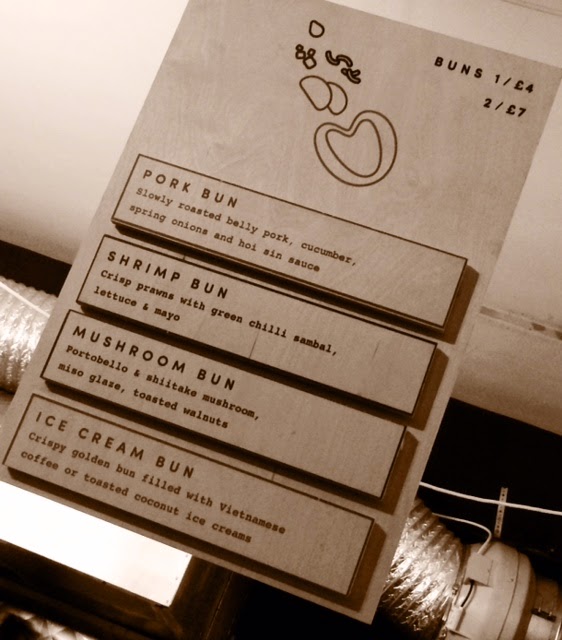 BUNS 1/£4
2/£7
PORK BUN
Slowly roasted belly pork, cucumber,
spring onions and hoi sin sauce
SHRIMP BUN
Crisp prawns with green chilli sambal,
lettuce & mayo
MUSHROOM BUN
Portobello & shiitake mushroom,
miso glaze, toasted walnuts
ICE CREAM BUN
Crispy golden bun filled with Vietnamese
coffee or toasted coconut ice creams